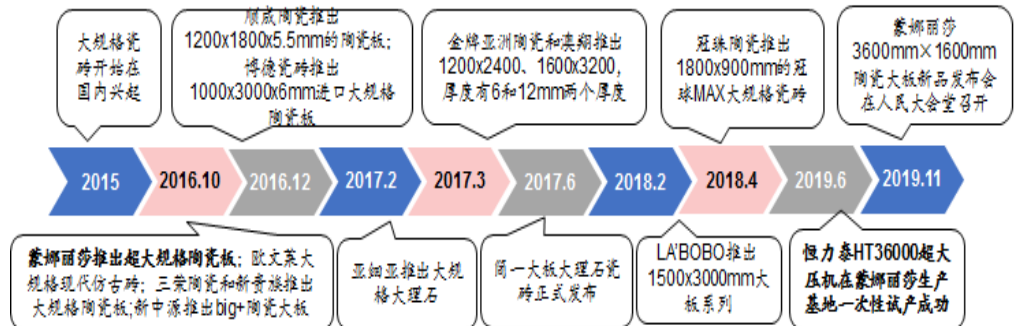 大规格瓷
砖开始在
国内兴起
顺成陶瓷推出
1200x1800x5.5mm的陶瓷板；
博德瓷砖推出
1000x3000x6mm进口大规格
陶瓷板
金牌亚洲陶瓷和滦翔推出
1200x2400、1600x3200，
厚度有6和12mm两个厚度
冠珠陶瓷推出
1800x900mm的冠
球MAX大规格瓷砖
蒙娜丽莎
3600mm×1600mm
陶瓷大板新品发布会
在人民大会堂召开
2015
2016.10
2016.12
2017.2
2017.3
2017.6
2018.2
2018.4
2019.6
2019.11
蒙娜丽莎推出超大规格陶瓷板；欧文莱大
规格现代仿古砖；三荣陶瓷和新贵族推出
大规格陶瓷板;新中源推出big+陶瓷大板
亚细亚推出大规
格大理石
简一大板大理石瓷
砖正式发布
LA'BOBO推出
1500x3000mm大
板系列
恒力泰HT36000超大
压机在蒙娜丽莎生产
基地一次性试产成功